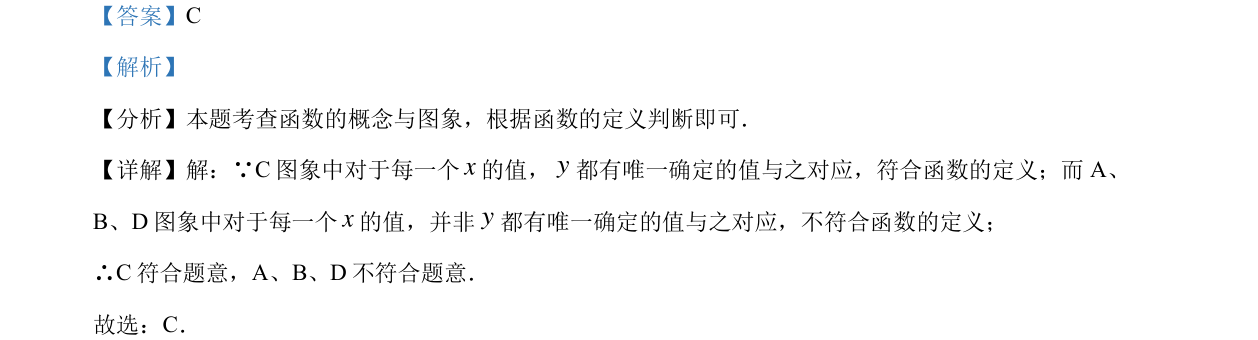 【答案】C
【解析】
【分析】本题考查函数的概念与图象，根据函数的定义判断即可．
【详解】解：∵C 图象中对于每一个 x 的值， y 都有唯一确定的值与之对应，符合函数的定义；而 A、
B、D 图象中对于每一个 x 的值，并非 y 都有唯一确定的值与之对应，不符合函数的定义；
∴C 符合题意，A、B、D 不符合题意．
故选：C．